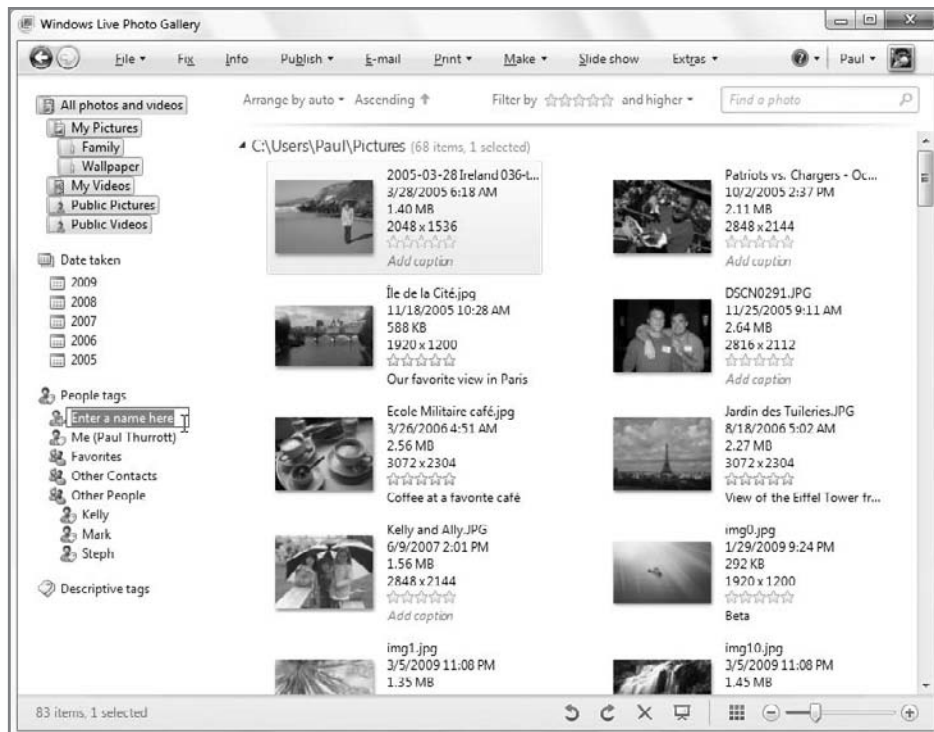 Windows Live Photo Gallery
File Fix Info Publish E-mail Print Make Slide show Extras Paul
All photos and videos
My Pictures
Family
Wallpaper
My Videos
Public Pictures
Public Videos
Date taken
2009
2008
2007
2006
2005
People tags
Enter a name here
Me (Paul Thurrott)
Favorites
Other Contacts
Other People
Kelly
Mark
Steph
Descriptive tags
Arrange by auto Ascending Filter by and higher Find a photo
C:\Users\Paul\Pictures (68 items, 1 selected)
2005-03-28 Ireland 036-t...
3/28/2005 6:18 AM
1.40 MB
2048 x 1536
Add caption
Patriots vs. Chargers - Oc...
10/2/2005 2:37 PM
2.11 MB
2848 x 2144
Add caption
Île de la Cité.jpg
11/18/2005 10:28 AM
588 KB
1920 x 1200
Our favorite view in Paris
DSCN0291.JPG
11/25/2005 9:11 AM
2.64 MB
2816 x 2112
Add caption
Ecole Militaire café.jpg
3/26/2006 4:51 AM
2.56 MB
3072 x 2304
Coffee at a favorite café
Jardin des Tuileries.JPG
8/18/2006 5:02 AM
2.27 MB
3072 x 2304
View of the Eiffel Tower fr...
Kelly and Ally.JPG
6/9/2007 2:01 PM
1.56 MB
2848 x 2144
Add caption
img0.jpg
1/29/2009 9:24 PM
292 KB
1920 x 1200
Beta
img1.jpg
3/5/2009 11:08 PM
1.35 MB
img10.jpg
3/5/2009 11:08 PM
1.45 MB
83 items, 1 selected